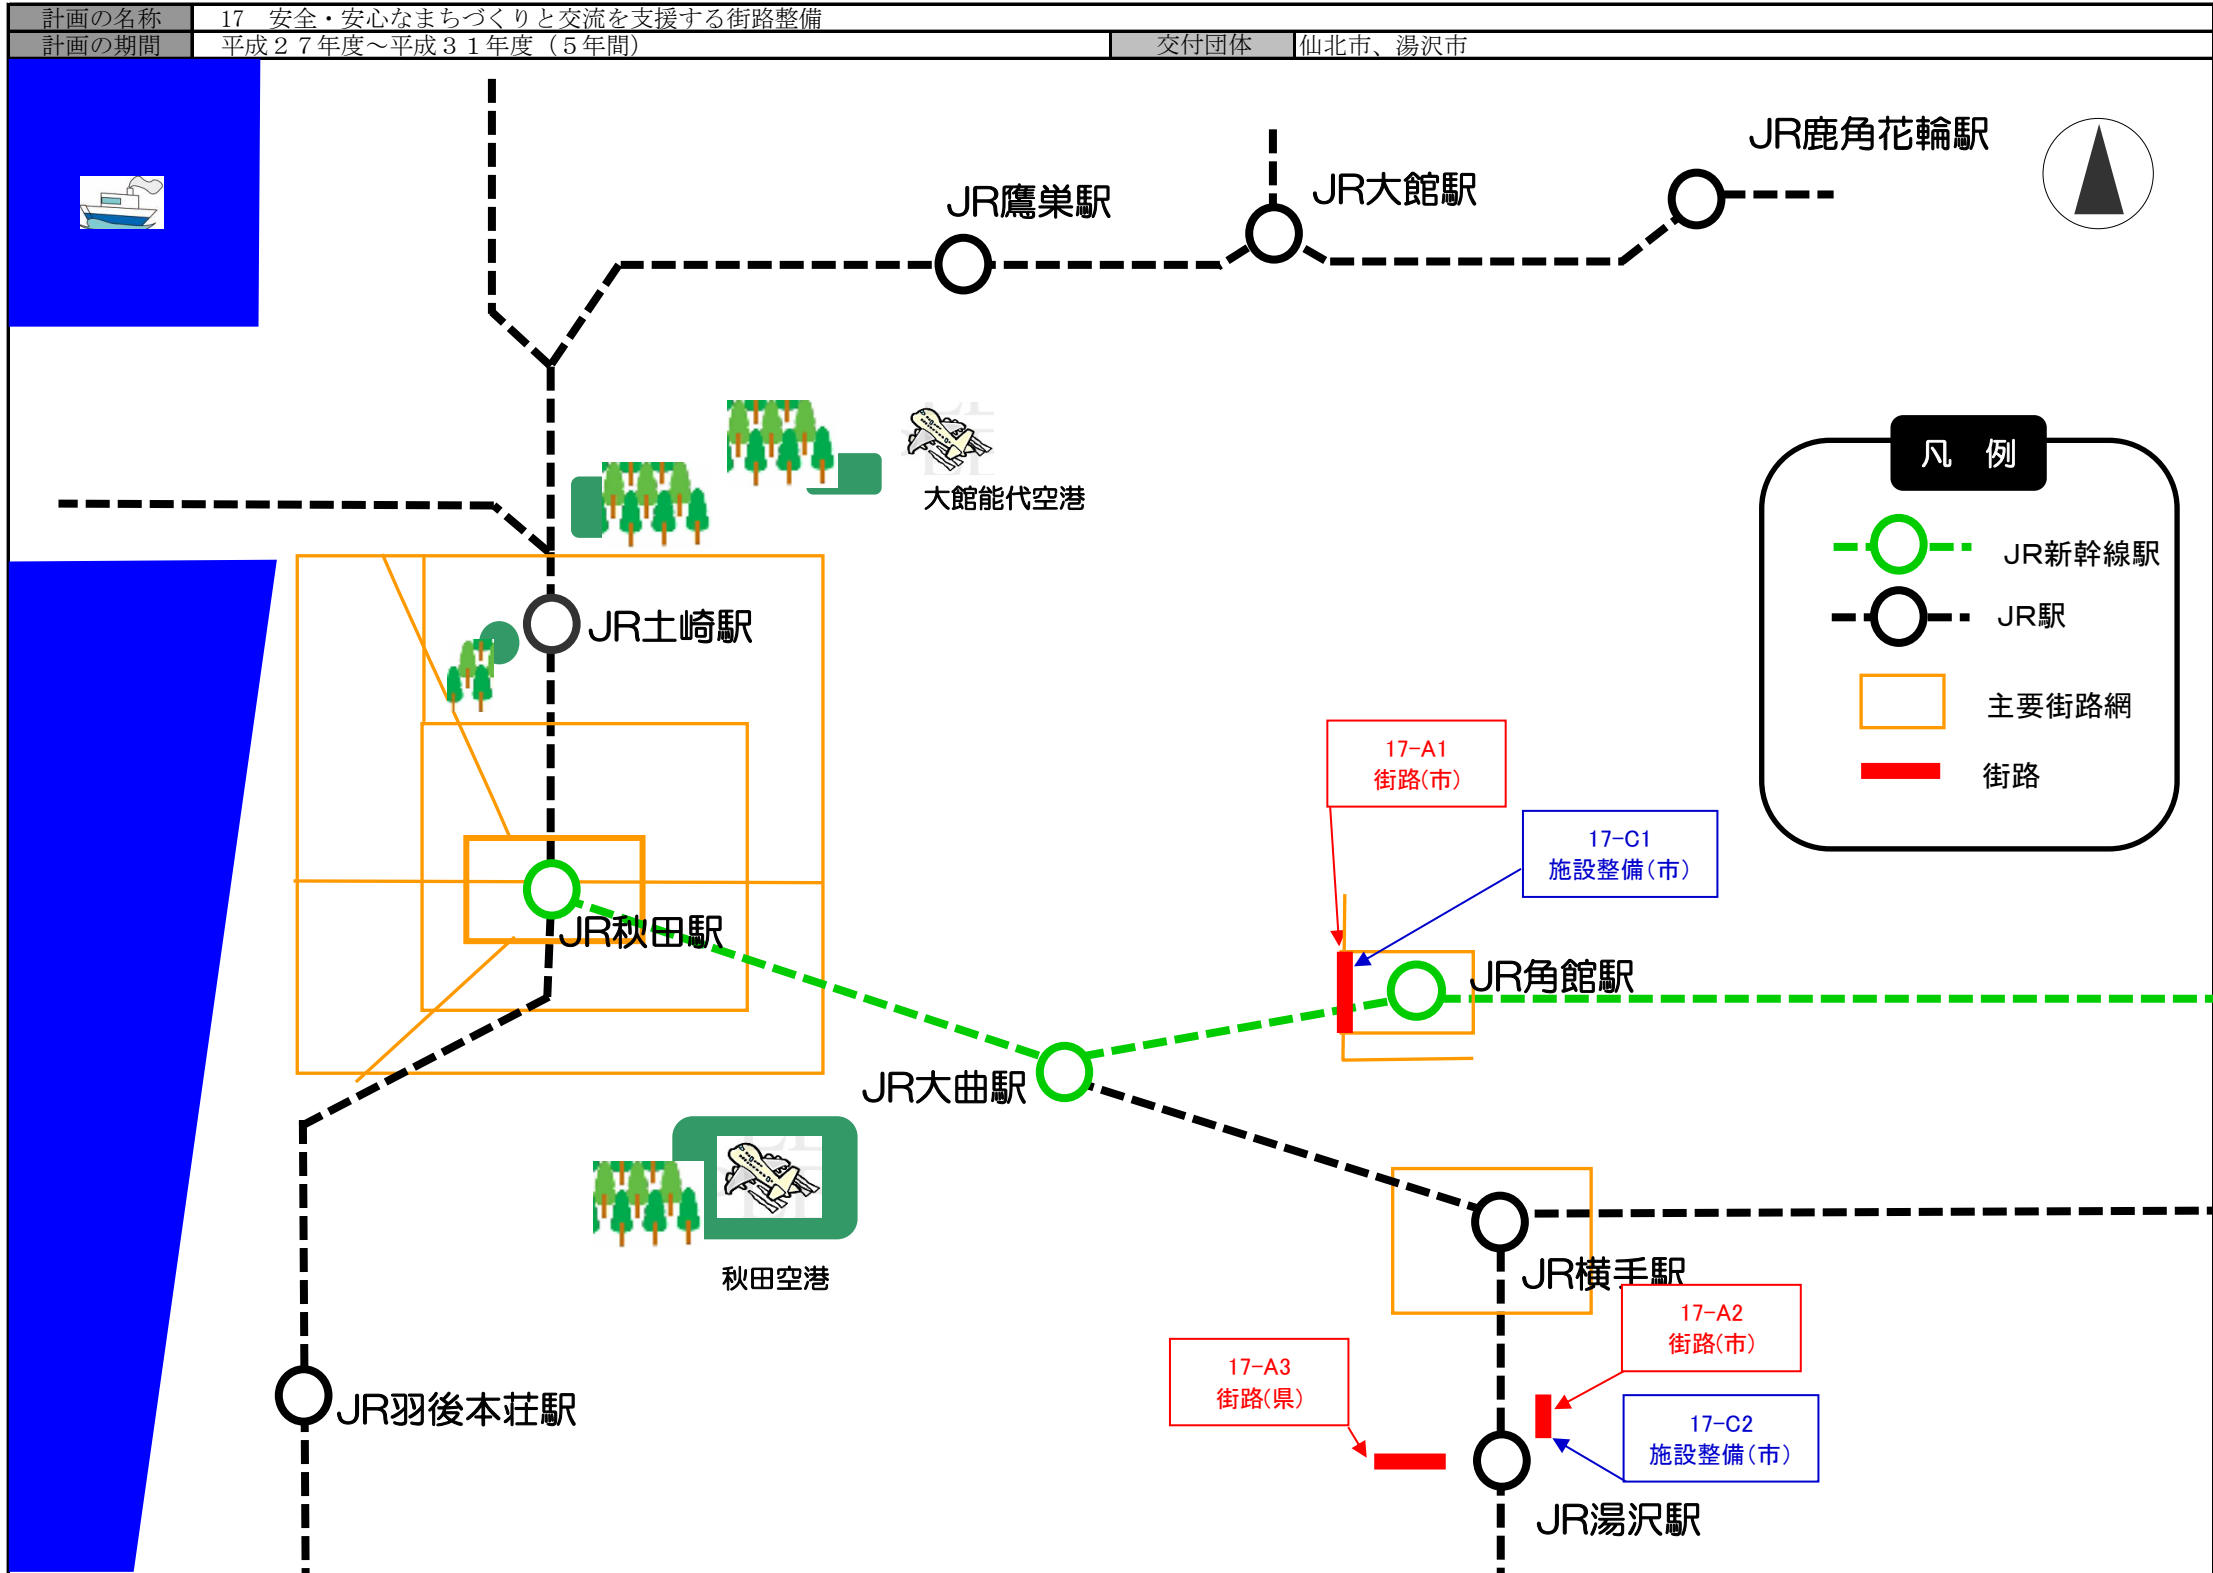 計画の名称
17　安全・安心なまちづくりと交流を支援する街路整備
計画の期間
平成２７年度～平成３１年度（５年間）
交付団体
仙北市、湯沢市
JR鹿角花輪駅
JR大館駅
JR鷹巣駅
凡　例
JR新幹線駅
JR駅
主要街路網
街路
大館能代空港
JR土崎駅
17-A1
街路(市)
17-C1
施設整備(市)
JR秋田駅
JR角館駅
JR大曲駅
秋田空港
JR横手駅
17-A2
街路(市)
17-A3
街路(県)
17-C2
施設整備(市)
JR羽後本荘駅
JR湯沢駅